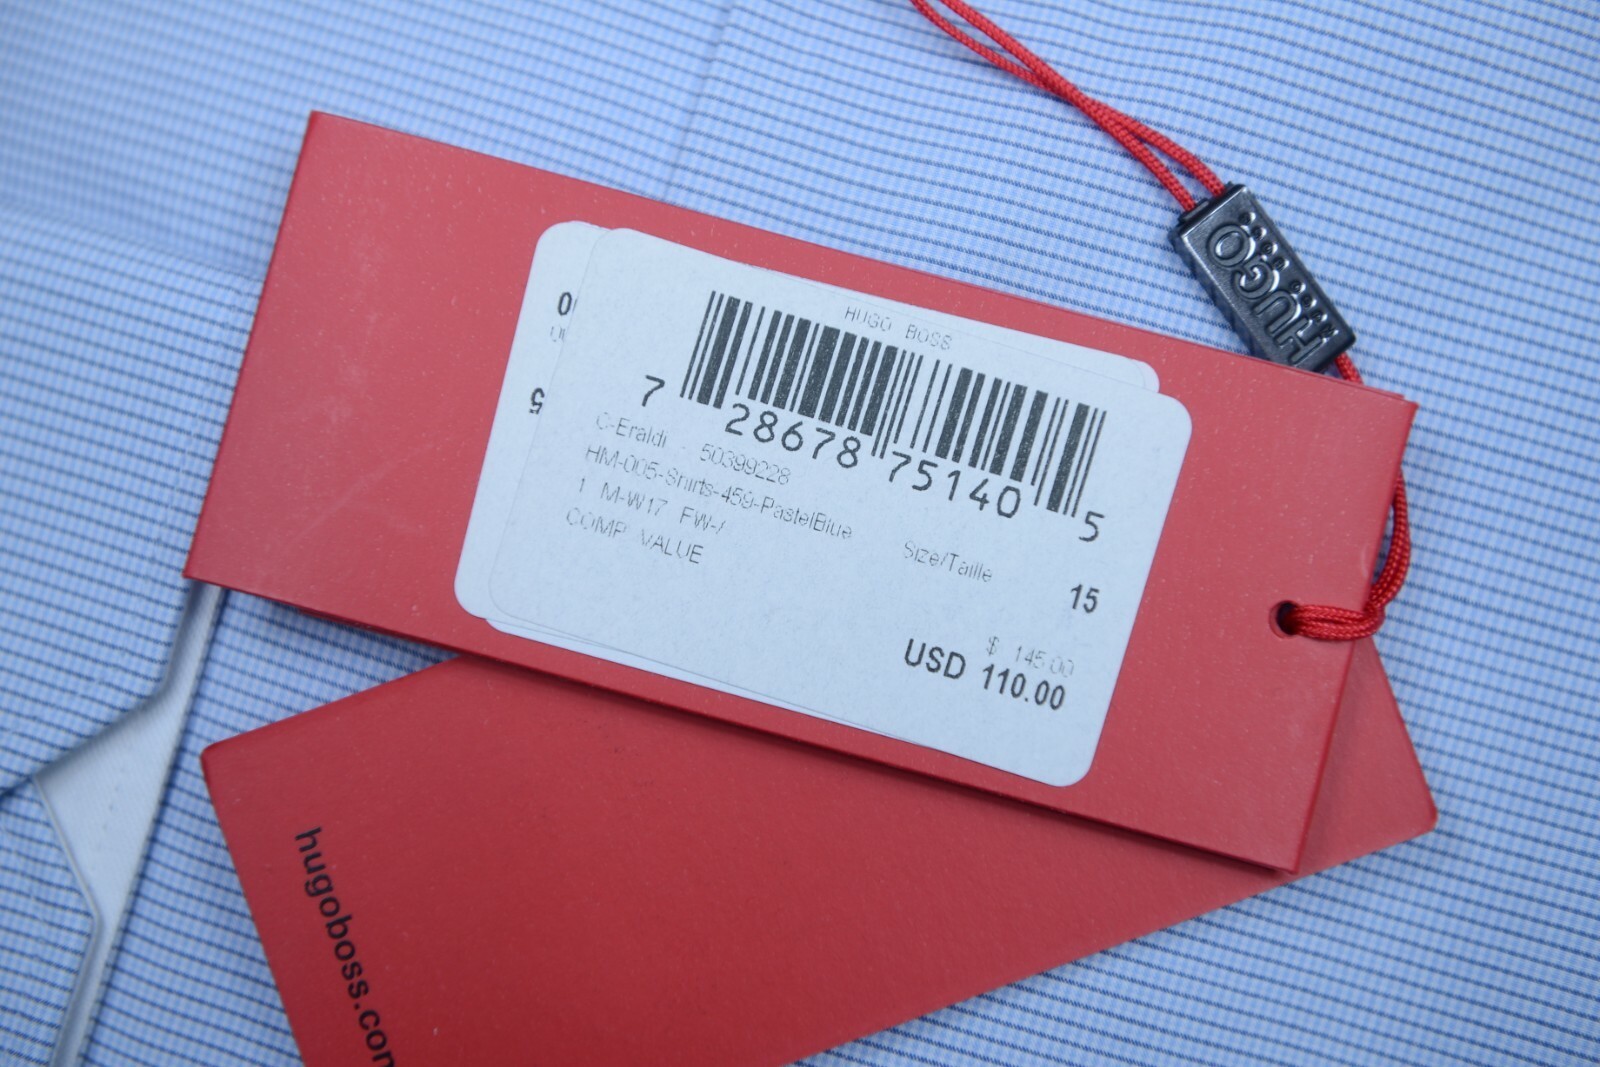 HUGO
HUGO BOSS
7 28678 75140 5
C-Eraldi - 50399228
HM-005-Shirts-459-PastelBlue
1 M-W17 FW-/
COMP VALUE
Size/Taille
15
$ 145.00
USD 110.00
5
hugoboss.com